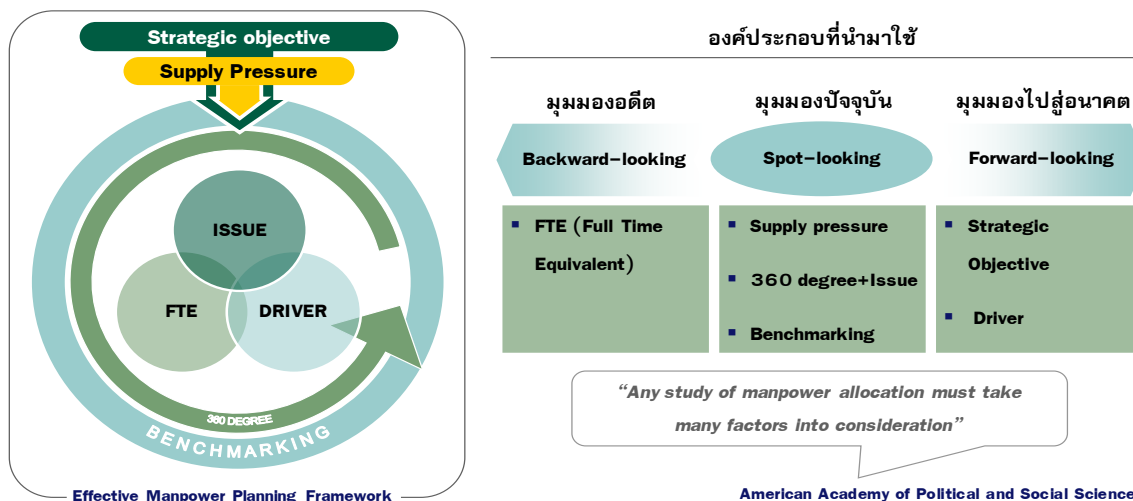 Strategic objective
Supply Pressure
ISSUE
FTE
DRIVER
360 DEGREE
BENCHMARKING
Effective Manpower Planning Framework
องค์ประกอบที่นำมาใช้
มุมมองอดีต
มุมมองปัจจุบัน
มุมมองไปสู่อนาคต
Backward-looking
Spot-looking
Forward-looking
▪ FTE (Full Time
Equivalent)
▪ Supply pressure
▪ 360 degree+Issue
▪ Benchmarking
▪ Strategic
Objective
▪ Driver
“Any study of manpower allocation must take
many factors into consideration”
American Academy of Political and Social Science